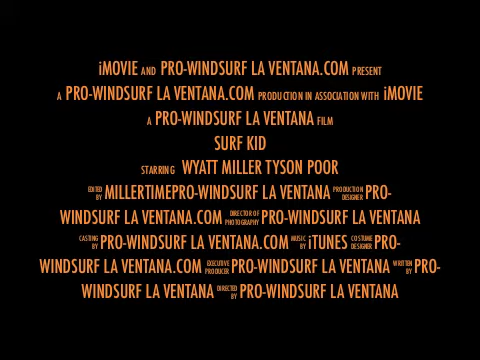 iMOVIE AND PRO-WINDSURF LA VENTANA.COM PRESENT
A PRO-WINDSURF LA VENTANA.COM PRODUCTION IN ASSOCIATION WITH iMOVIE
A PRO-WINDSURF LA VENTANA FILM
SURF KID
STARRING WYATT MILLER TYSON POOR
EDITED BY MILLERTIMEPRO-WINDSURF LA VENTANA PRODUCTION DESIGNER PRO-
WINDSURF LA VENTANA.COM DIRECTOR OF PHOTOGRAPHY PRO-WINDSURF LA VENTANA
CASTING BY PRO-WINDSURF LA VENTANA.COM MUSIC BY iTUNES COSTUME DESIGNER PRO-
WINDSURF LA VENTANA.COM EXECUTIVE PRODUCER PRO-WINDSURF LA VENTANA WRITTEN BY PRO-
WINDSURF LA VENTANA DIRECTED BY PRO-WINDSURF LA VENTANA